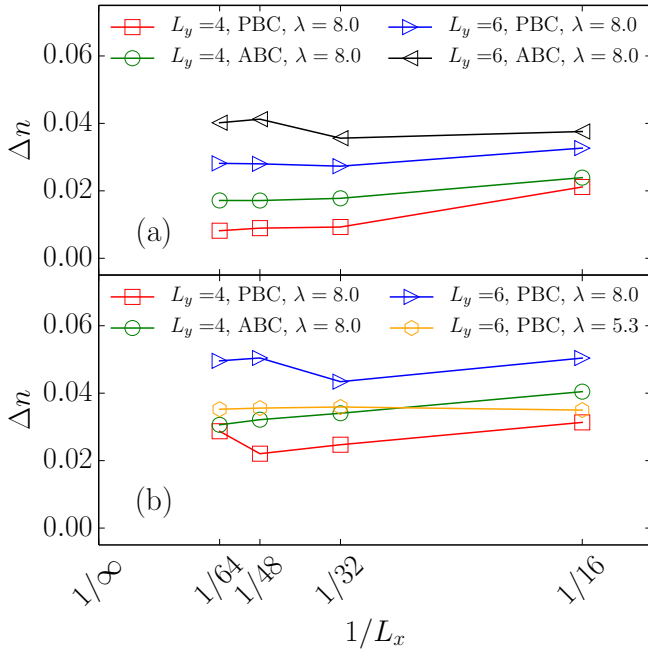 L_y =4, PBC, λ = 8.0 L_y =6, PBC, λ = 8.0
L_y =4, ABC, λ = 8.0 L_y =6, ABC, λ = 8.0
0.06
0.04
0.02
0.00
Δn
(a)
L_y =4, PBC, λ = 8.0 L_y =6, PBC, λ = 8.0
L_y =4, ABC, λ = 8.0 L_y =6, PBC, λ = 5.3
0.06
0.04
0.02
0.00
Δn
(b)
1/∞ 1/64 1/48 1/32 1/16
1/L_x